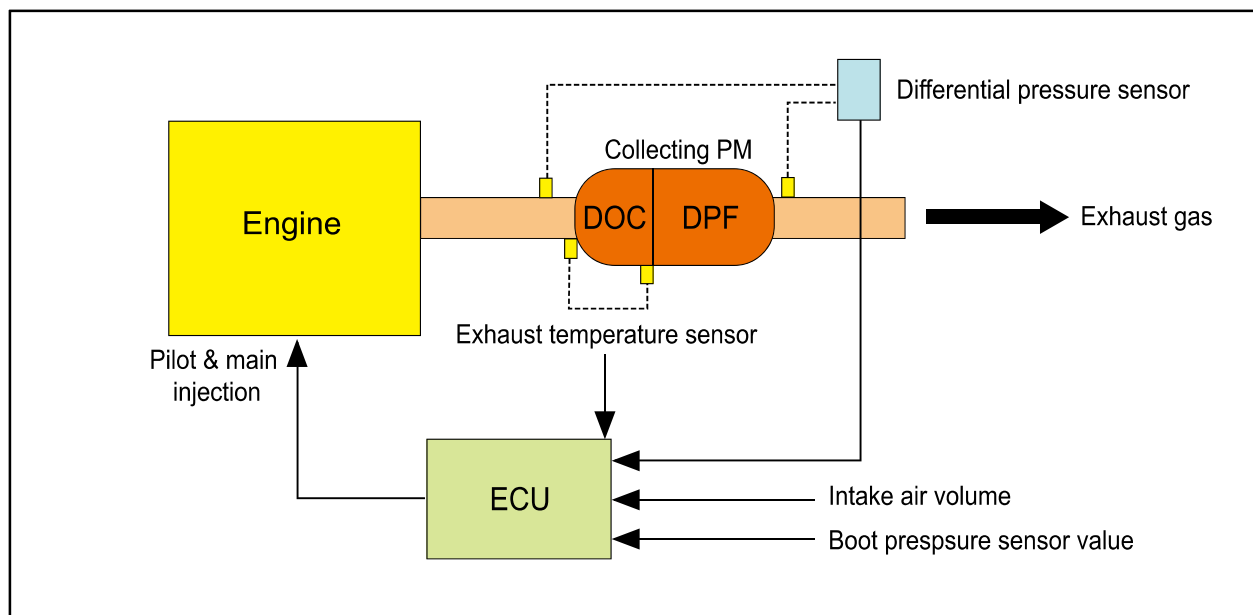 Differential pressure sensor
Collecting PM
Engine
DOC
DPF
Exhaust gas
Exhaust temperature sensor
Pilot & main
injection
ECU
Intake air volume
Boot prespsure sensor value